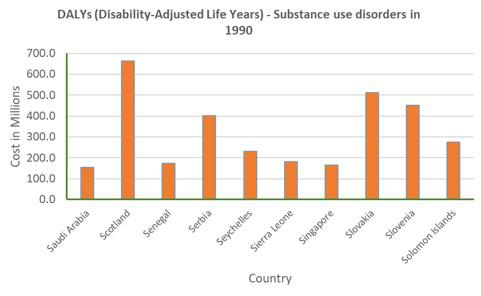 DALYs (Disability-Adjusted Life Years) - Substance use disorders in
1990
Cost in Millions
700.0
600.0
500.0
400.0
300.0
200.0
100.0
0.0
Saudi Arabia
Scotland
Senegal
Serbia
Seychelles
Sierra Leone
Singapore
Slovakia
Slovenia
Solomon Islands
Country